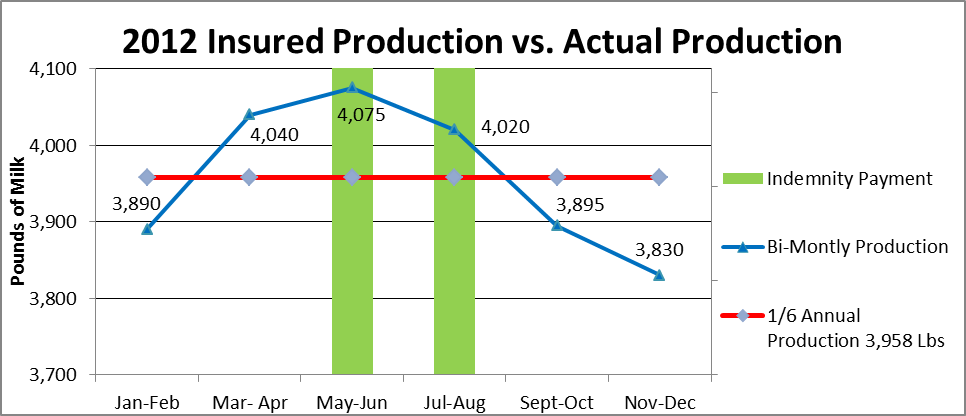 2012 Insured Production vs. Actual Production
Pounds of Milk
4,100
4,000
3,900
3,800
3,700
3,890
4,040
4,075
4,020
3,895
3,830
Jan-Feb
Mar- Apr
May-Jun
Jul-Aug
Sept-Oct
Nov-Dec
Indemnity Payment
Bi-Montly Production
1/6 Annual
Production 3,958 Lbs